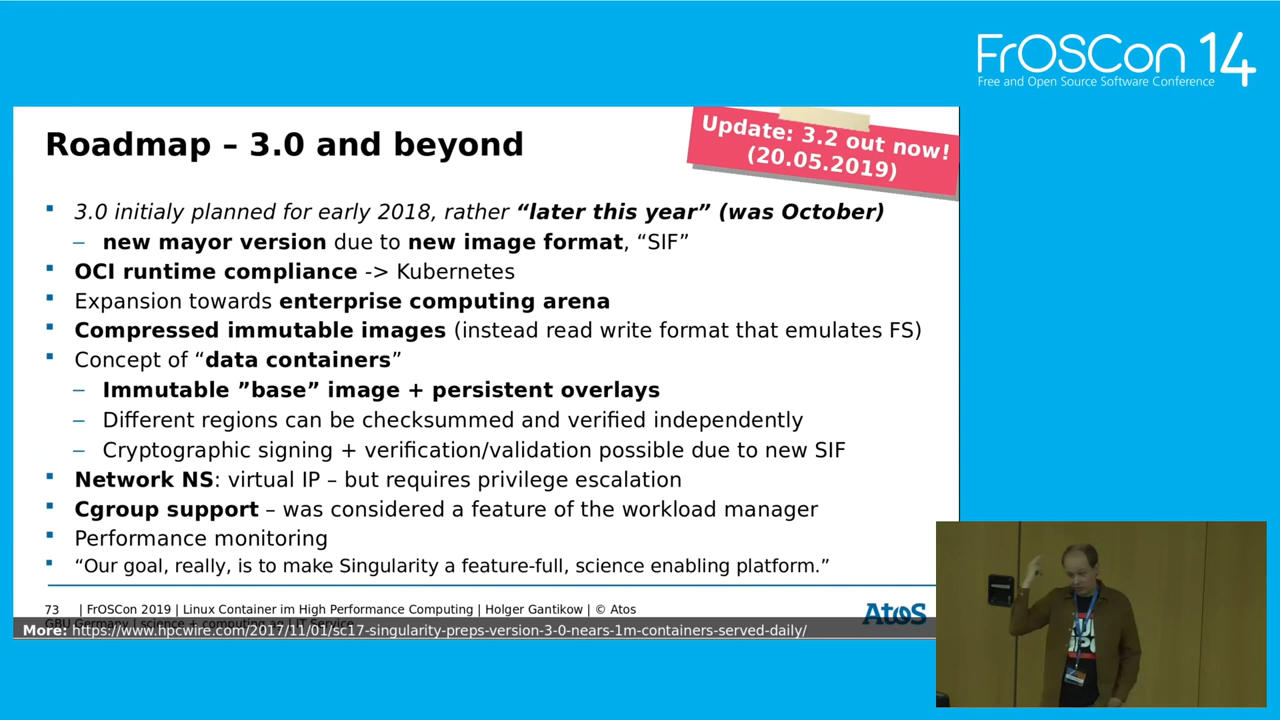 FrOSCon 14
Free and Open Source Software Conference
Roadmap – 3.0 and beyond
Update: 3.2 out now!
(20.05.2019)
3.0 initialy planned for early 2018, rather “later this year” (was October)
– new mayor version due to new image format, “SIF”
OCI runtime compliance -> Kubernetes
Expansion towards enterprise computing arena
Compressed immutable images (instead read write format that emulates FS)
Concept of “data containers”
– Immutable ”base” image + persistent overlays
– Different regions can be checksummed and verified independently
– Cryptographic signing + verification/validation possible due to new SIF
Network NS: virtual IP – but requires privilege escalation
Cgroup support – was considered a feature of the workload manager
Performance monitoring
“Our goal, really, is to make Singularity a feature-full, science enabling platform.”
73 | FrOSCon 2019 | Linux Container im High Performance Computing | Holger Gantikow | © Atos
GBU Germany | science + computing ag | IT Service
Atos
More: https://www.hpcwire.com/2017/11/01/sc17-singularity-preps-version-3-0-nears-1m-containers-served-daily/